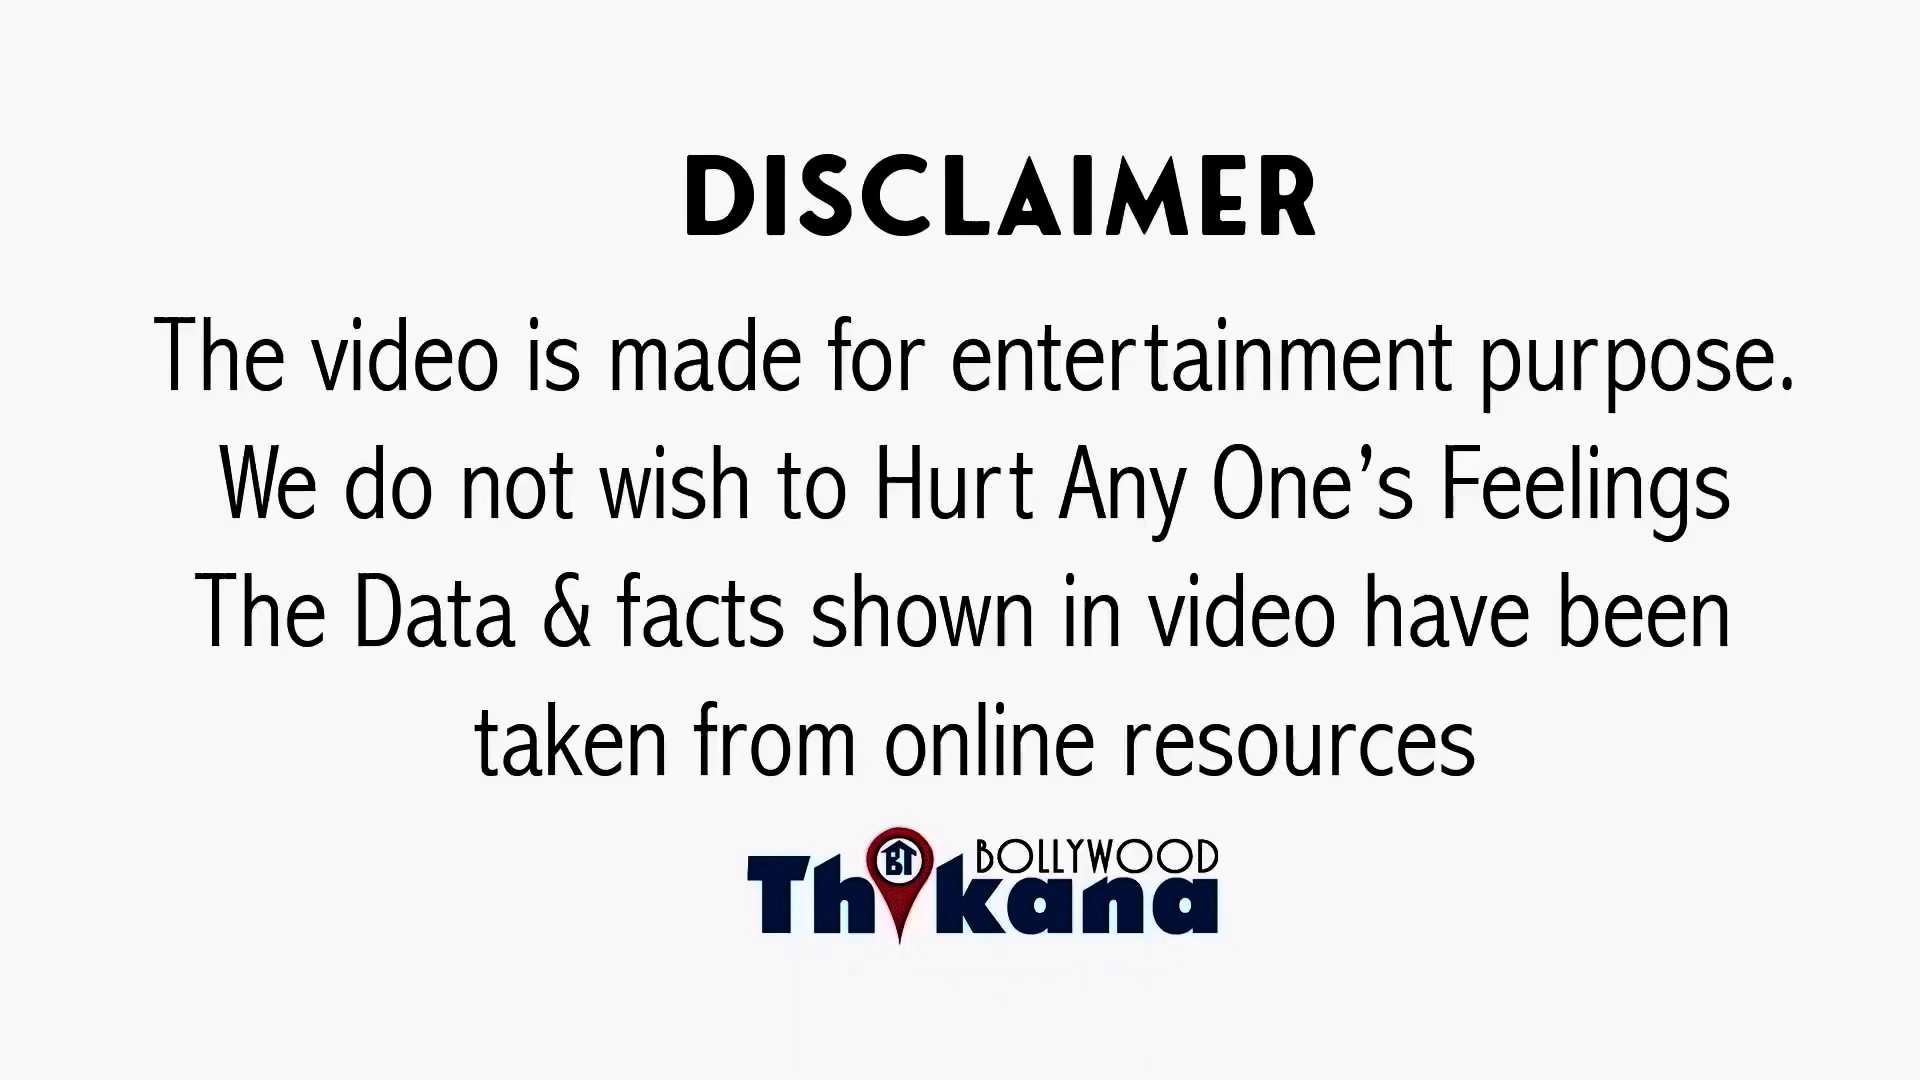 DISCLAIMER
The video is made for entertainment purpose.
We do not wish to Hurt Any One’s Feelings
The Data & facts shown in video have been
taken from online resources
BOLLYWOOD
BT
Thikana